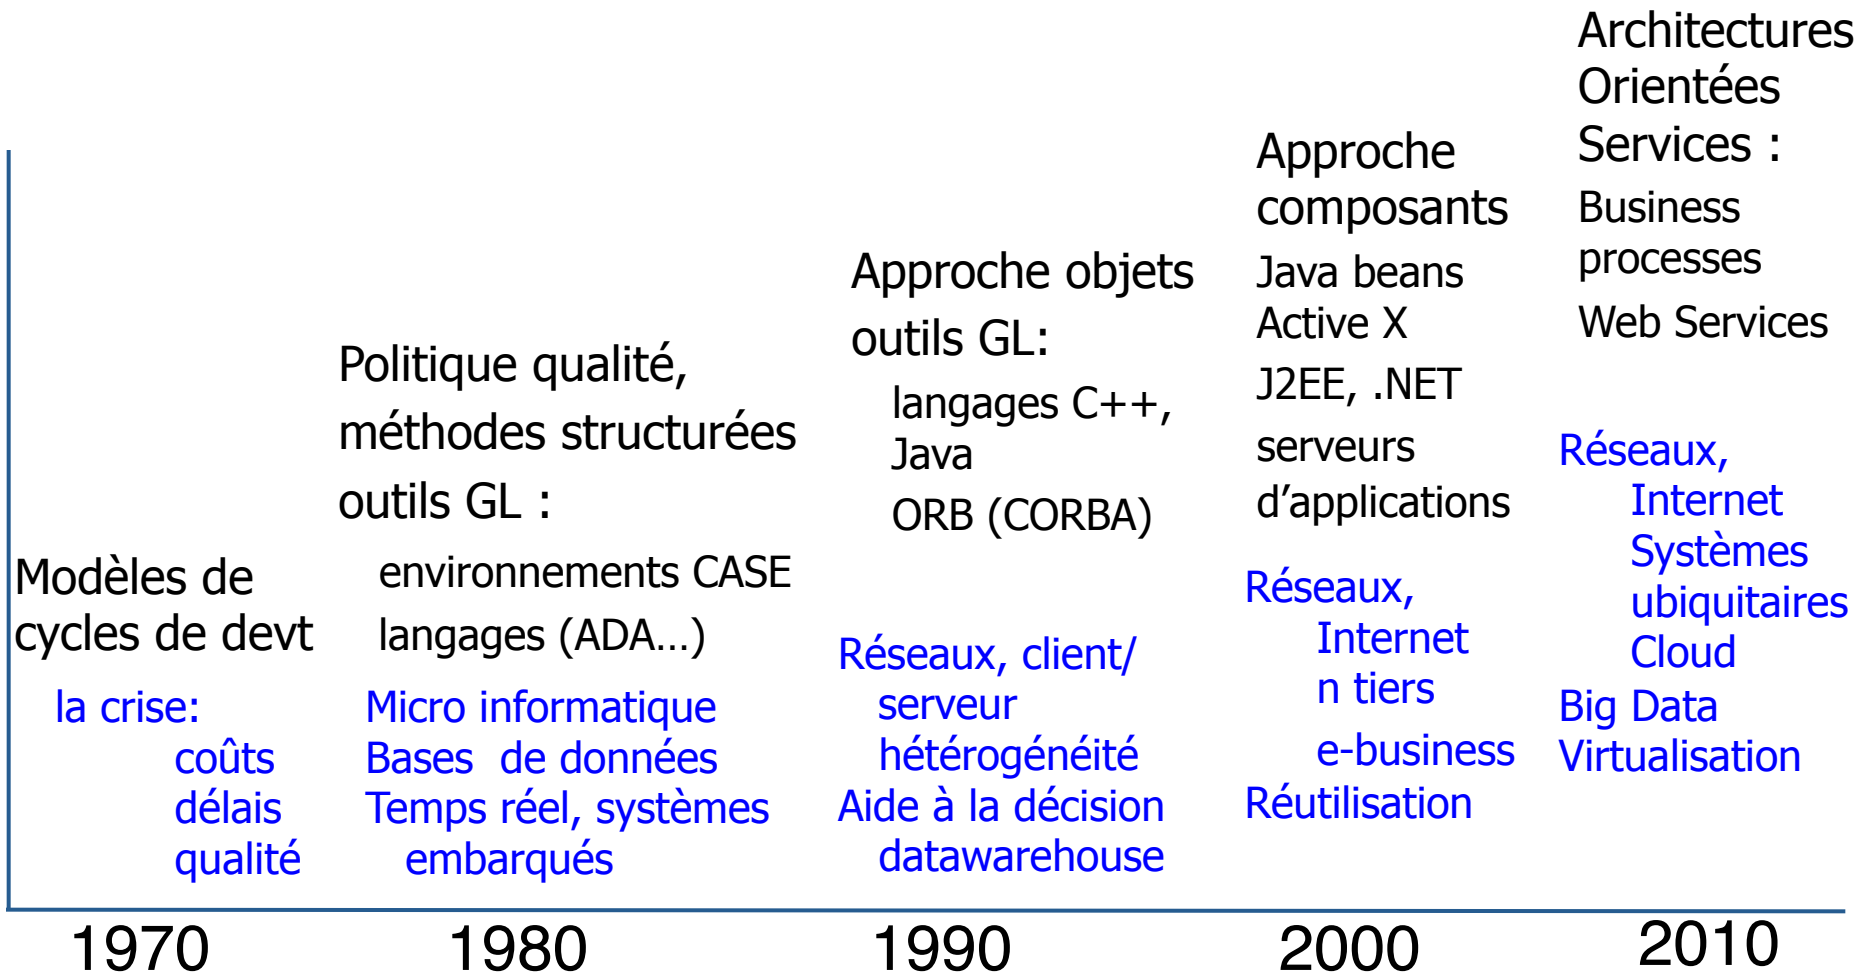 Modèles de
cycles de devt
la crise:
coûts
délais
qualité
1970
Politique qualité,
méthodes structurées
outils GL :
environnements CASE
langages (ADA…)
Micro informatique
Bases de données
Temps réel, systèmes
embarqués
1980
Approche objets
outils GL:
langages C++,
Java
ORB (CORBA)
Réseaux, client/
serveur
hétérogénéité
Aide à la décision
datawarehouse
1990
Approche
composants
Java beans
Active X
J2EE, .NET
serveurs
d’applications
Réseaux,
Internet
n tiers
e-business
Réutilisation
2000
Architectures
Orientées
Services :
Business
processes
Web Services
Réseaux,
Internet
Systèmes
ubiquitaires
Cloud
Big Data
Virtualisation
2010